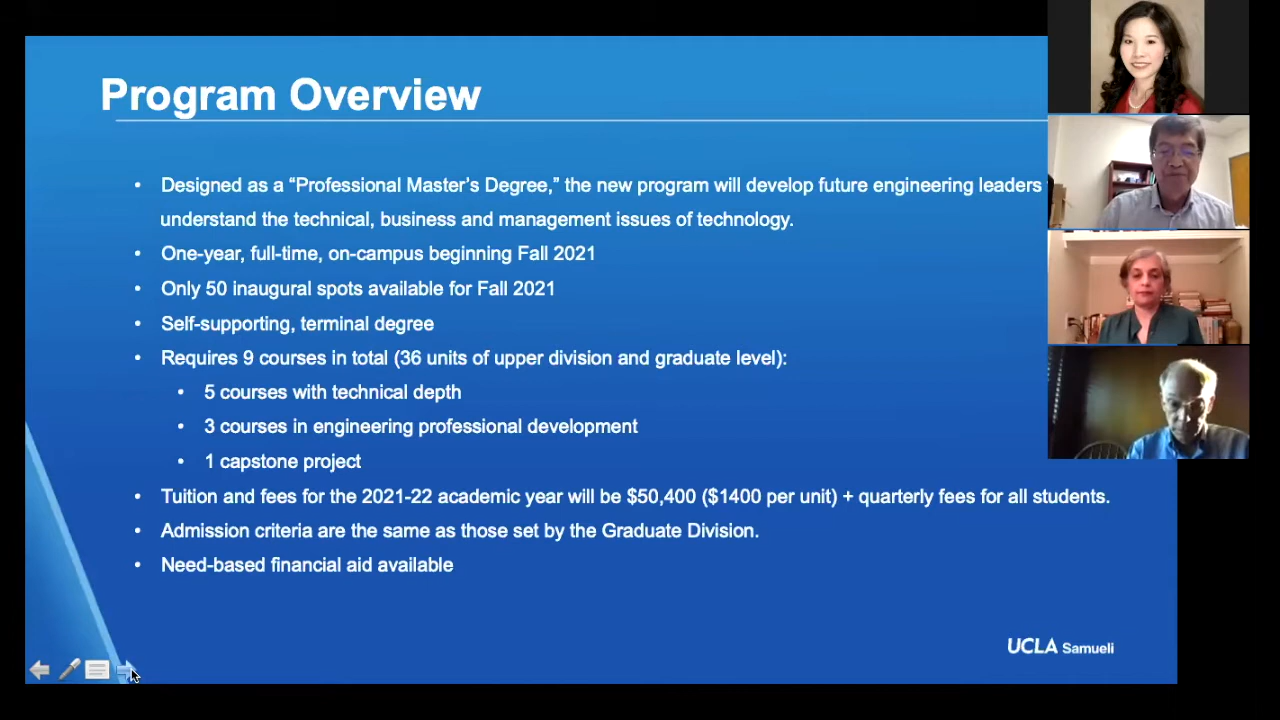 Program Overview
• Designed as a “Professional Master’s Degree,” the new program will develop future engineering leaders
understand the technical, business and management issues of technology.
• One-year, full-time, on-campus beginning Fall 2021
• Only 50 inaugural spots available for Fall 2021
• Self-supporting, terminal degree
• Requires 9 courses in total (36 units of upper division and graduate level):
• 5 courses with technical depth
• 3 courses in engineering professional development
• 1 capstone project
• Tuition and fees for the 2021-22 academic year will be $50,400 ($1400 per unit) + quarterly fees for all students.
• Admission criteria are the same as those set by the Graduate Division.
• Need-based financial aid available
UCLA Samueli